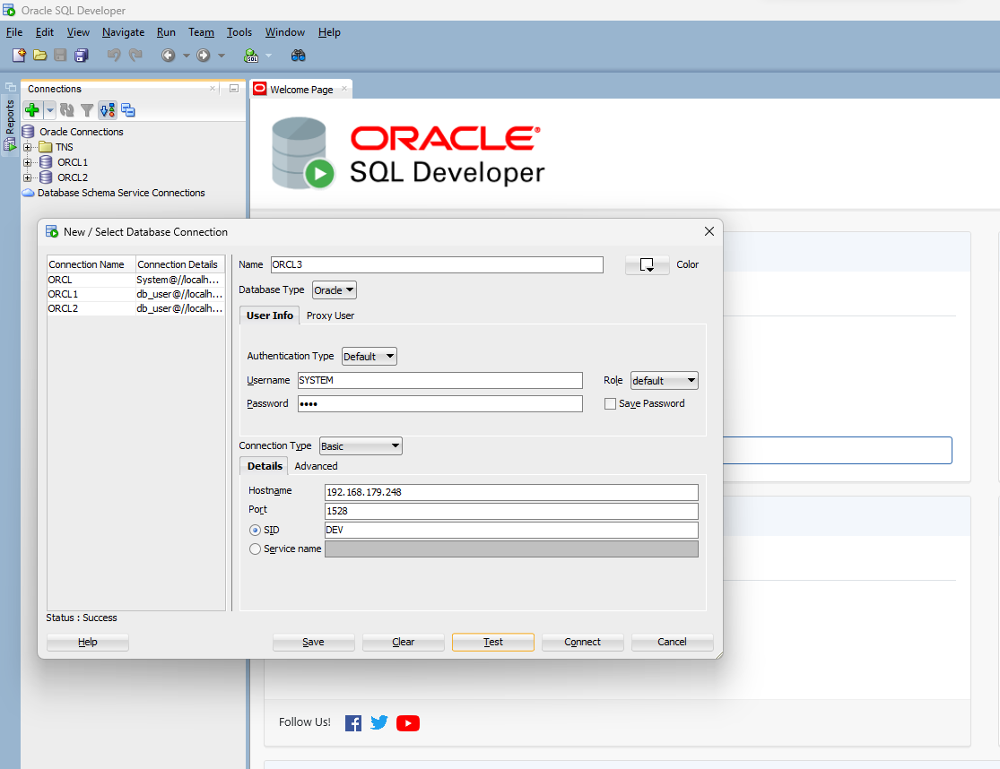 Oracle SQL Developer
File Edit View Navigate Run Team Tools Window Help
SQL
Reports
Connections
Welcome Page
Oracle Connections
TNS
ORCL1
ORCL2
Database Schema Service Connections
ORACLE®
SQL Developer
New / Select Database Connection
Connection Name Connection Details
ORCL System@//localh...
ORCL1 db_user@//localh...
ORCL2 db_user@//localh...
Name ORCL3 Color
Database Type Oracle
User Info Proxy User
Authentication Type Default
Username SYSTEM Role default
Password •••• Save Password
Connection Type Basic
Details Advanced
Hostname 192.168.179.248
Port 1528
SID DEV
Service name
Status : Success
Help Save Clear Test Connect Cancel
Follow Us!